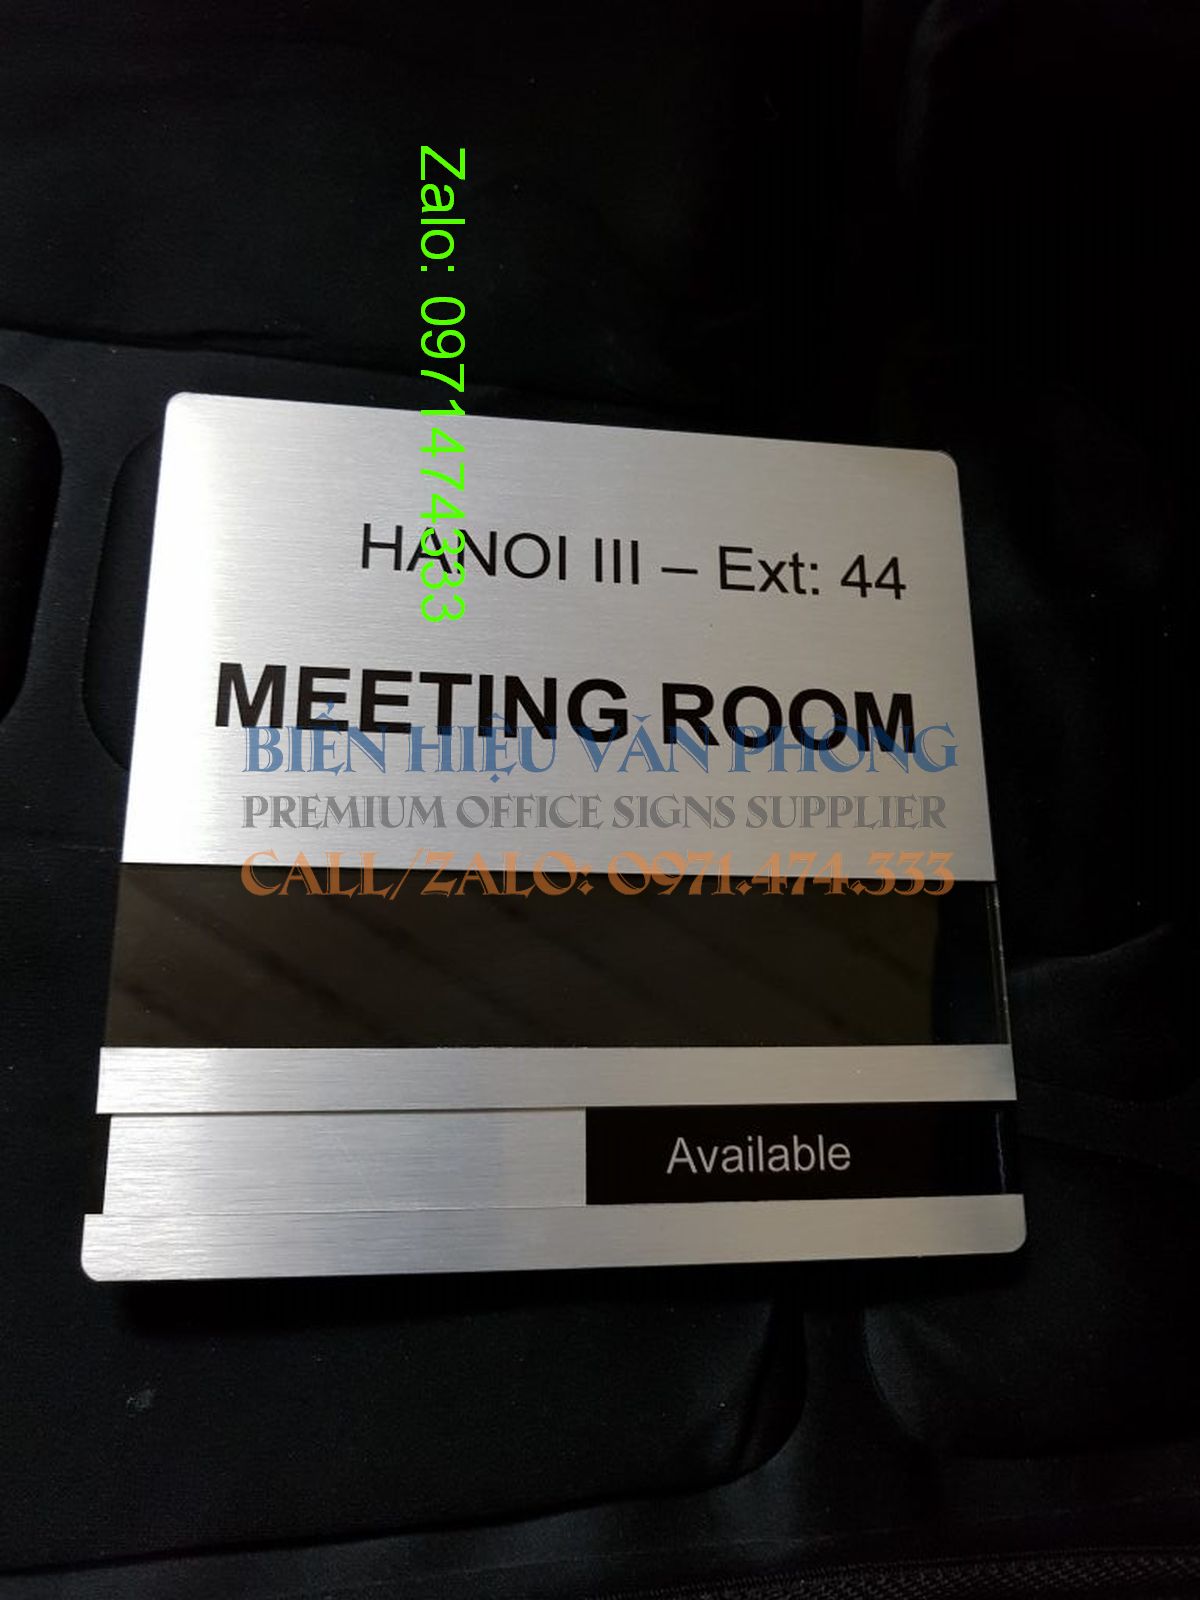 Zalo: 0971474333
HANOI III – Ext: 44
MEETING ROOM
BIỂN HIỆU VĂN PHÒNG
PREMIUM OFFICE SIGNS SUPPLIER
CALL/ZALO: 0971.474.333
Available